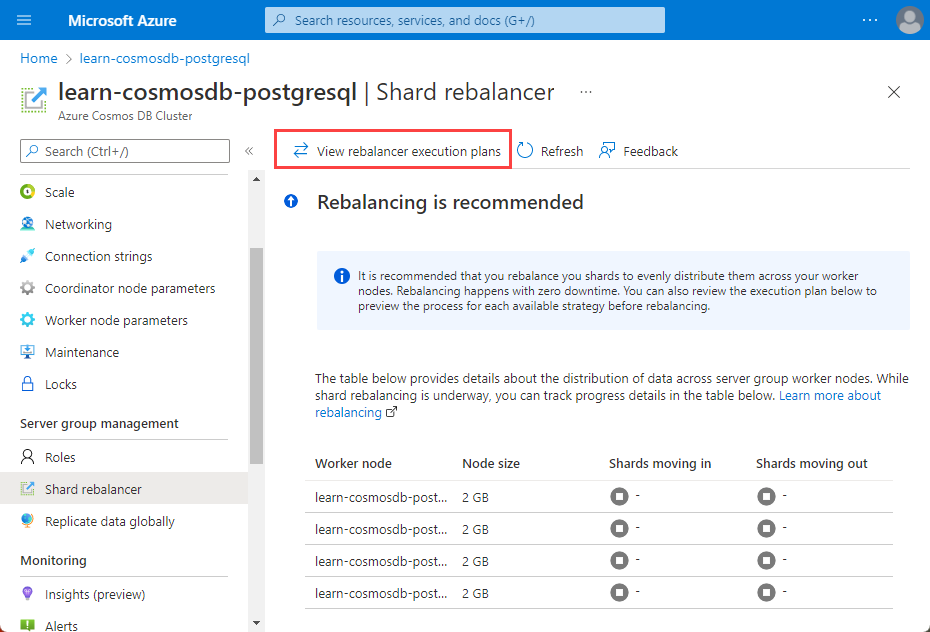 Microsoft Azure
Search resources, services, and docs (G+/)
...
Home > learn-cosmosdb-postgresql
learn-cosmosdb-postgresql | Shard rebalancer ...
Azure Cosmos DB Cluster
Search (Ctrl+/)
«
View rebalancer execution plans
Refresh
Feedback
Scale
Networking
Connection strings
Coordinator node parameters
Worker node parameters
Maintenance
Locks
Server group management
Roles
Shard rebalancer
Replicate data globally
Monitoring
Insights (preview)
Alerts
Rebalancing is recommended
It is recommended that you rebalance you shards to evenly distribute them across your worker
nodes. Rebalancing happens with zero downtime. You can also review the execution plan below to
preview the process for each available strategy before rebalancing.
The table below provides details about the distribution of data across server group worker nodes. While
shard rebalancing is underway, you can track progress details in the table below. Learn more about
rebalancing
Worker node Node size Shards moving in Shards moving out
learn-cosmosdb-post... 2 GB - -
learn-cosmosdb-post... 2 GB - -
learn-cosmosdb-post... 2 GB - -
learn-cosmosdb-post... 2 GB - -